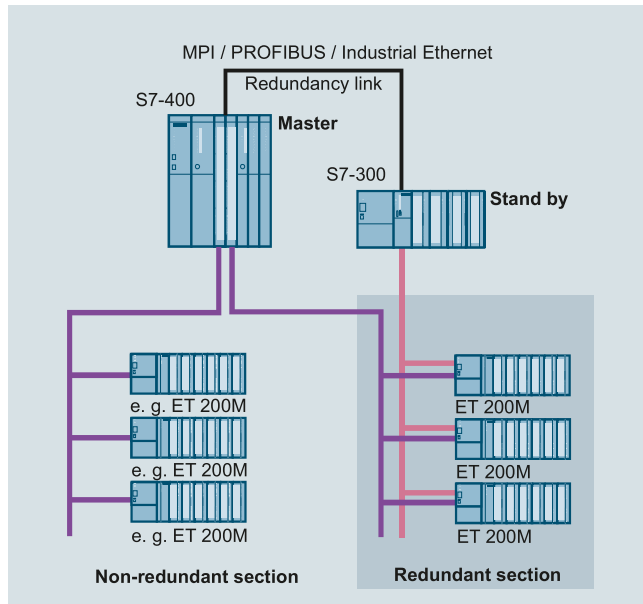 MPI / PROFIBUS / Industrial Ethernet
Redundancy link
S7-400
Master
S7-300
Stand by
e. g. ET 200M
ET 200M
e. g. ET 200M
ET 200M
e. g. ET 200M
ET 200M
Non-redundant section
Redundant section